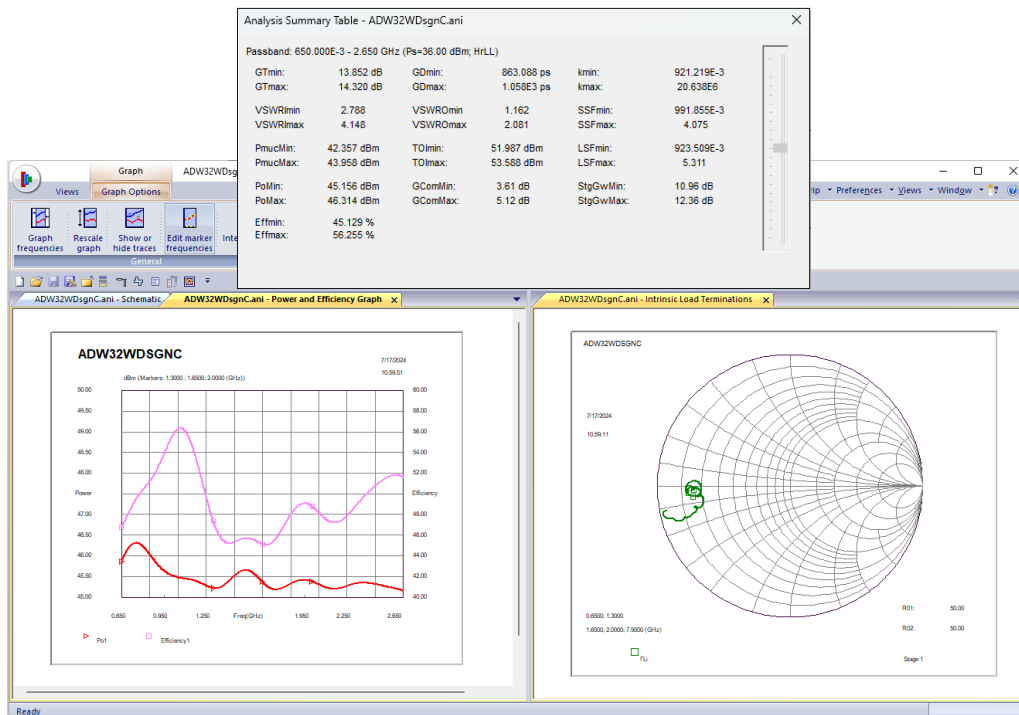 Analysis Summary Table - ADW32WDsgnC.ani
Passband: 650.000E-3 - 2.650 GHz (Ps=36.00 dBm; HrLL)
GTmin: 13.852 dB GDmin: 863.088 ps kmin: 921.219E-3
GTmax: 14.320 dB GDmax: 1.058E3 ps kmax: 20.638E6
VSWRImin 2.788 VSWROmin 1.162 SSFmin: 991.855E-3
VSWRImax 4.148 VSWROmax 2.081 SSFmax: 4.075
PmucMin: 42.357 dBm TOImin: 51.987 dBm LSFmin: 923.509E-3
PmucMax: 43.958 dBm TOImax: 53.588 dBm LSFmax: 5.311
PoMin: 45.156 dBm GComMin: 3.61 dB StgGwMin: 10.96 dB
PoMax: 46.314 dBm GComMax: 5.12 dB StgGwMax: 12.36 dB
Effmin: 45.129 %
Effmax: 56.255 %
Graph ADW32WDsg
Views Graph Options rip Preferences Views Window ?
Graph frequencies
Rescale graph
Show or hide traces
Edit marker frequencies
Inte
General
ADW32WDsgnC.ani - Schematic
ADW32WDsgnC.ani - Power and Efficiency Graph
ADW32WDsgnC.ani - Intrinsic Load Terminations
ADW32WDSGNC
7/17/2024
10:59:51
dBm (Markers: 1.3000 ; 1.6500; 2.0000 (GHz))
50.00 60.00
49.50 58.00
49.00 56.00
48.50 54.00
48.00 52.00
Power Efficiency
47.00 48.00
46.50 46.00
46.00 44.00
45.50 42.00
45.00 40.00
0.650 0.950 1.250 Freq(GHz) 1.950 2.250 2.650
Po1 Efficiency1
ADW32WDSGNC
7/17/2024
10:59:11
0.6500; 1.3000
1.6500; 2.0000; 7.9500 (GHz)
R01: 50.00
R02: 50.00
ΓLi
Stage 1
Ready